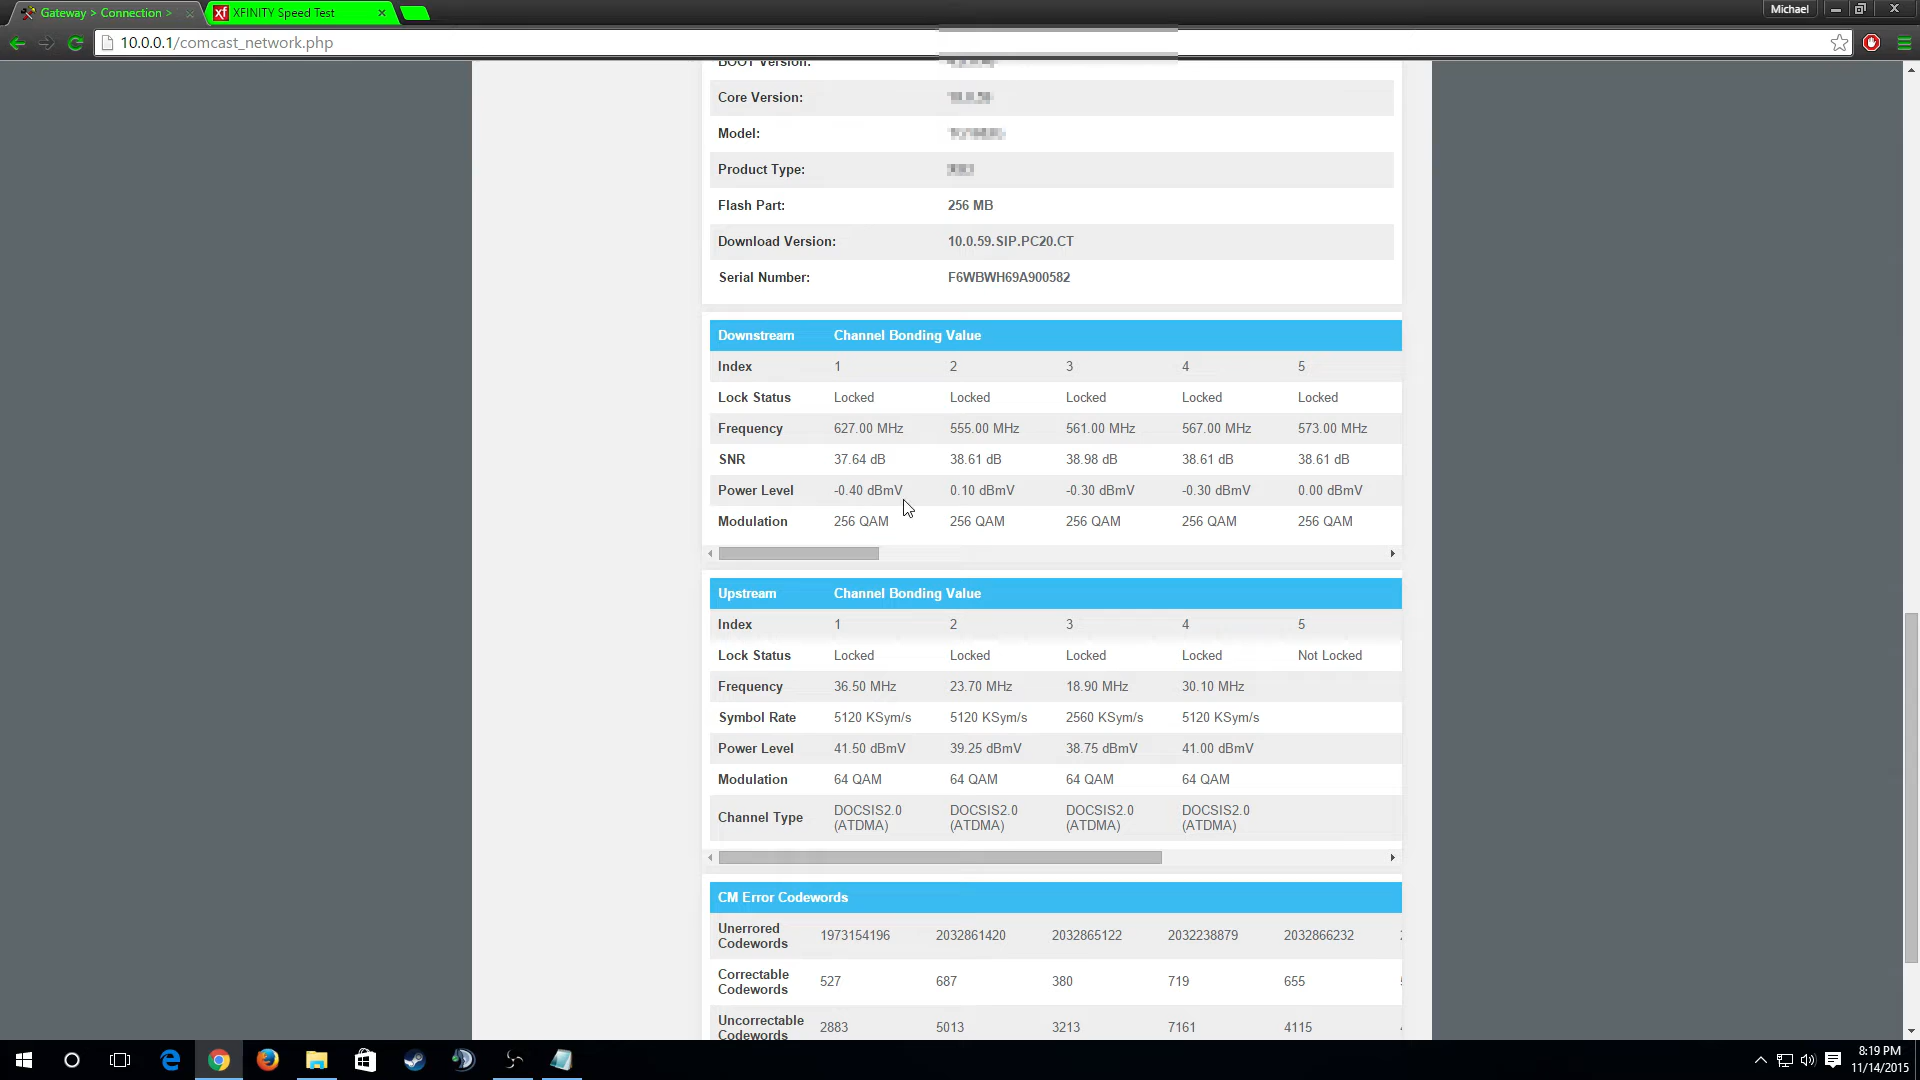 Gateway > Connection >
XFINITY Speed Test
Michael
10.0.0.1/comcast_network.php
BOOT Version:
Core Version:
Model:
Product Type:
Flash Part: 256 MB
Download Version: 10.0.59.SIP.PC20.CT
Serial Number: F6WBWH69A900582
Downstream Channel Bonding Value
Index 1 2 3 4 5
Lock Status Locked Locked Locked Locked Locked
Frequency 627.00 MHz 555.00 MHz 561.00 MHz 567.00 MHz 573.00 MHz
SNR 37.64 dB 38.61 dB 38.98 dB 38.61 dB 38.61 dB
Power Level -0.40 dBmV 0.10 dBmV -0.30 dBmV -0.30 dBmV 0.00 dBmV
Modulation 256 QAM 256 QAM 256 QAM 256 QAM 256 QAM
Upstream Channel Bonding Value
Index 1 2 3 4 5
Lock Status Locked Locked Locked Locked Not Locked
Frequency 36.50 MHz 23.70 MHz 18.90 MHz 30.10 MHz
Symbol Rate 5120 KSym/s 5120 KSym/s 2560 KSym/s 5120 KSym/s
Power Level 41.50 dBmV 39.25 dBmV 38.75 dBmV 41.00 dBmV
Modulation 64 QAM 64 QAM 64 QAM 64 QAM
Channel Type DOCSIS2.0 (ATDMA) DOCSIS2.0 (ATDMA) DOCSIS2.0 (ATDMA) DOCSIS2.0 (ATDMA)
CM Error Codewords
Unerrored Codewords 1973154196 2032861420 2032865122 2032238879 2032866232
Correctable Codewords 527 687 380 719 655
Uncorrectable Codewords 2883 5013 3213 7161 4115
8:19 PM
11/14/2015